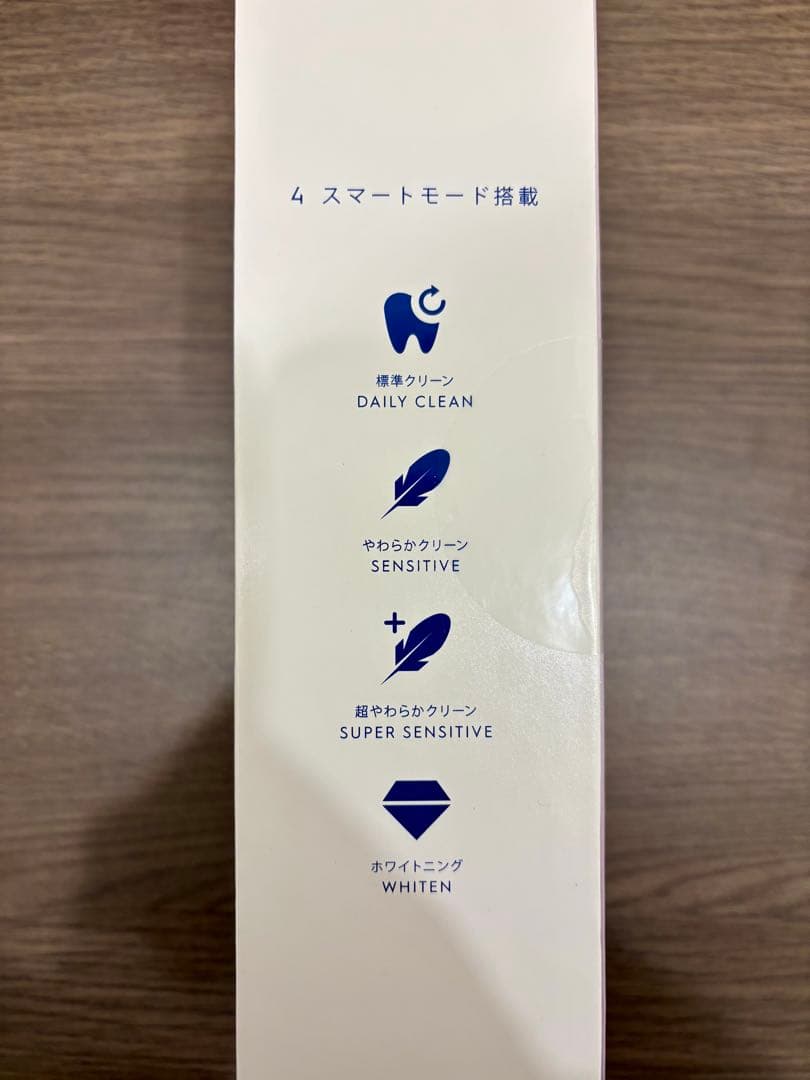 4 スマートモード搭載
標準クリーン
DAILY CLEAN
やわらかクリーン
SENSITIVE
超やわらかクリーン
SUPER SENSITIVE
ホワイトニング
WHITEN